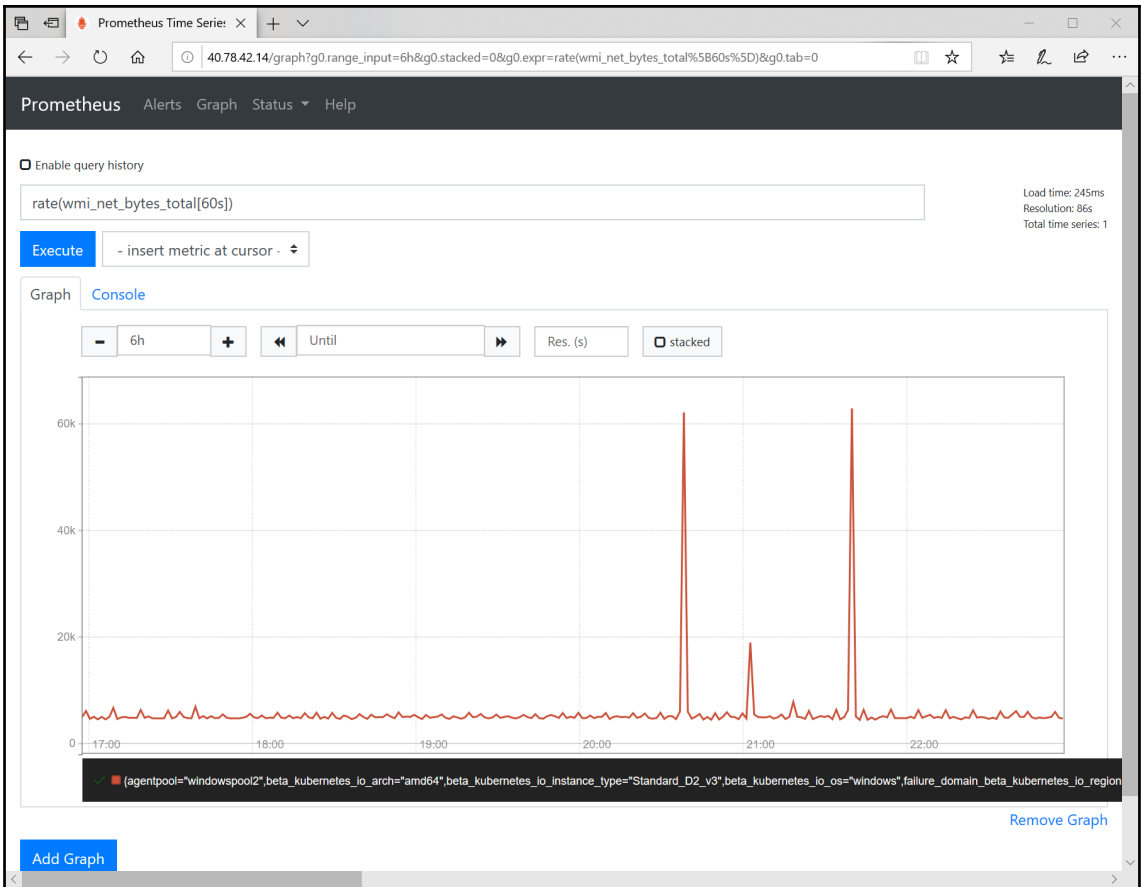 Prometheus Time Series
40.78.42.14/graph?g0.range_input=6h&g0.stacked=0&g0.expr=rate(wmi_net_bytes_total%5B60s%5D)&g0.tab=0
Prometheus Alerts Graph Status Help
Enable query history
rate(wmi_net_bytes_total[60s])
Load time: 245ms
Resolution: 86s
Total time series: 1
Execute - insert metric at cursor -
Graph Console
- 6h + Until Res. (s) stacked
60k
40k
20k
0
17:00 18:00 19:00 20:00 21:00 22:00
{agentpool="windowspool2",beta_kubernetes_io_arch="amd64",beta_kubernetes_io_instance_type="Standard_D2_v3",beta_kubernetes_io_os="windows",failure_domain_beta_kubernetes_io_region
Remove Graph
Add Graph